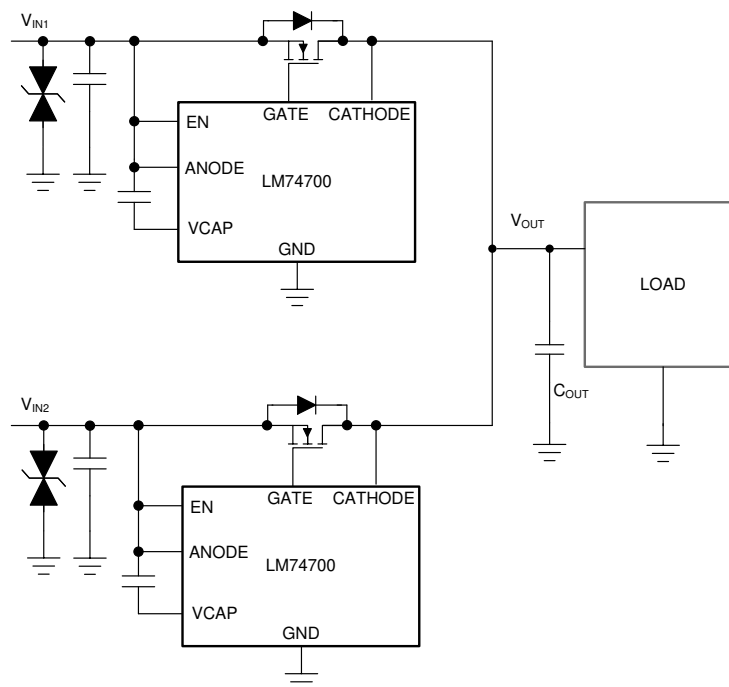 VIN1
GATE CATHODE
EN
ANODE
LM74700
VCAP
GND
VOUT
LOAD
COUT
VIN2
GATE CATHODE
EN
ANODE
LM74700
VCAP
GND